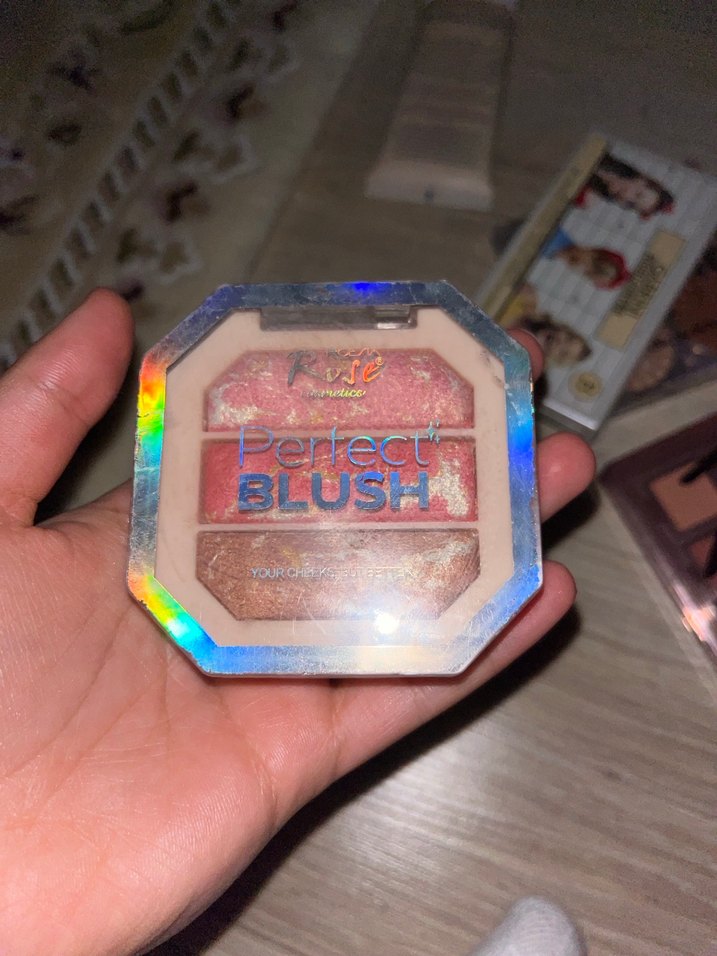 Rose®
cosmetics
Perfect
BLUSH
YOUR CHEEKS, BUT BETTER